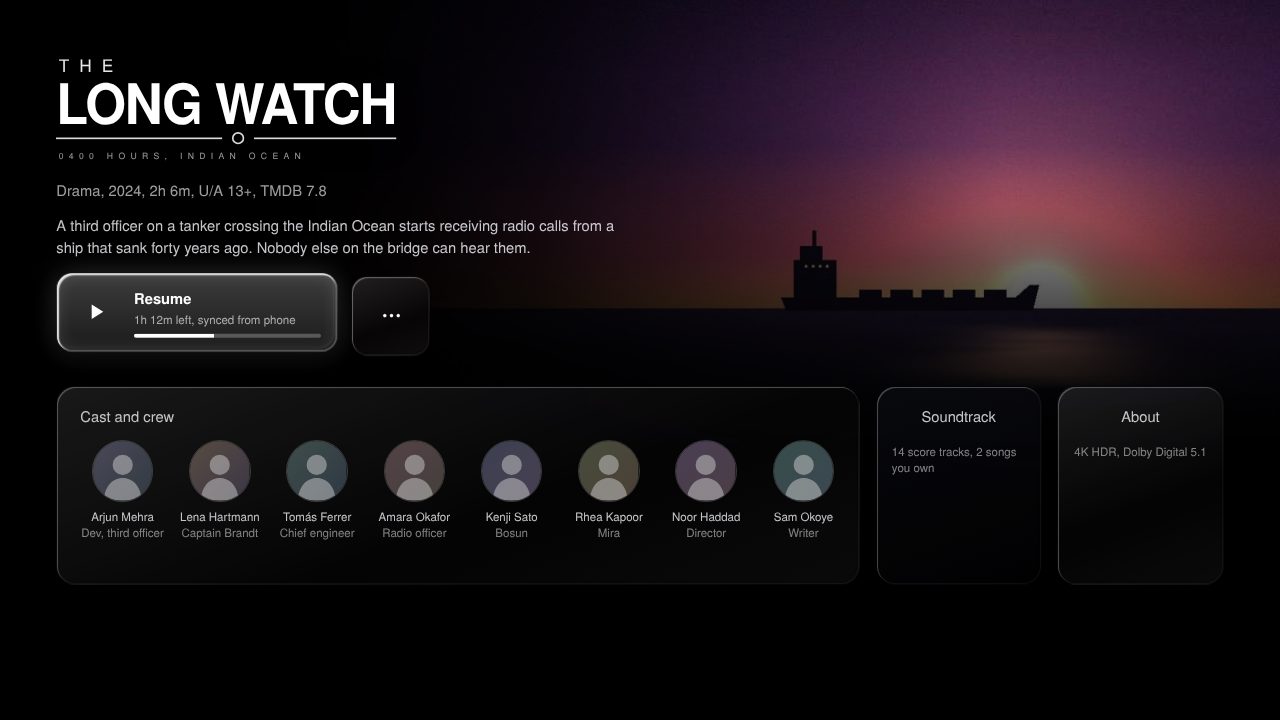 THE
LONG WATCH
0400 HOURS, INDIAN OCEAN
Drama, 2024, 2h 6m, U/A 13+, TMDB 7.8
A third officer on a tanker crossing the Indian Ocean starts receiving radio calls from a
ship that sank forty years ago. Nobody else on the bridge can hear them.
Resume
1h 12m left, synced from phone
Cast and crew
Arjun Mehra
Dev, third officer
Lena Hartmann
Captain Brandt
Tomás Ferrer
Chief engineer
Amara Okafor
Radio officer
Kenji Sato
Bosun
Rhea Kapoor
Mira
Noor Haddad
Director
Sam Okoye
Writer
Soundtrack
14 score tracks, 2 songs
you own
About
4K HDR, Dolby Digital 5.1